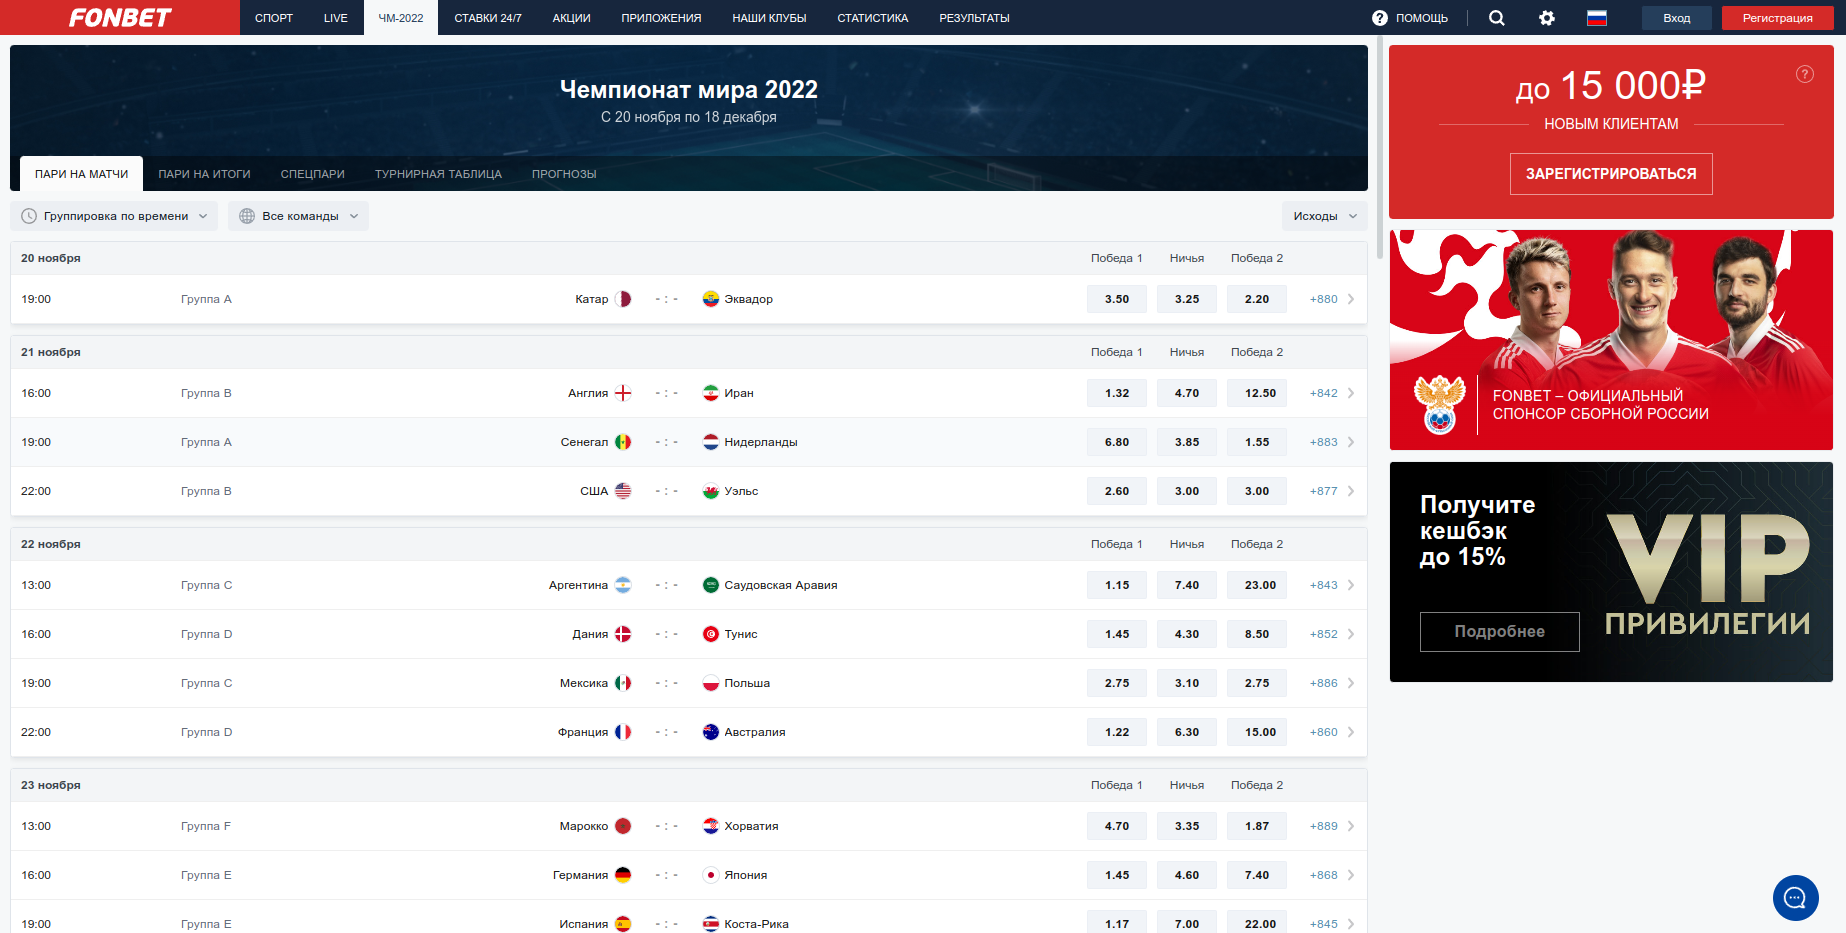 FONBET СПОРТ LIVE ЧМ-2022 СТАВКИ 24/7 АКЦИИ ПРИЛОЖЕНИЯ НАШИ КЛУБЫ СТАТИСТИКА РЕЗУЛЬТАТЫ ? ПОМОЩЬ Вход Регистрация
Чемпионат мира 2022
С 20 ноября по 18 декабря
ПАРИ НА МАТЧИ ПАРИ НА ИТОГИ СПЕЦПАРИ ТУРНИРНАЯ ТАБЛИЦА ПРОГНОЗЫ
Группировка по времени Все команды Исходы
20 ноября Победа 1 Ничья Победа 2
19:00 Группа A Катар - : - Эквадор 3.50 3.25 2.20 +880
21 ноября Победа 1 Ничья Победа 2
16:00 Группа B Англия - : - Иран 1.32 4.70 12.50 +842
19:00 Группа A Сенегал - : - Нидерланды 6.80 3.85 1.55 +883
22:00 Группа B США - : - Уэльс 2.60 3.00 3.00 +877
22 ноября Победа 1 Ничья Победа 2
13:00 Группа C Аргентина - : - Саудовская Аравия 1.15 7.40 23.00 +843
16:00 Группа D Дания - : - Тунис 1.45 4.30 8.50 +852
19:00 Группа C Мексика - : - Польша 2.75 3.10 2.75 +886
22:00 Группа D Франция - : - Австралия 1.22 6.30 15.00 +860
23 ноября Победа 1 Ничья Победа 2
13:00 Группа F Марокко - : - Хорватия 4.70 3.35 1.87 +889
16:00 Группа E Германия - : - Япония 1.45 4.60 7.40 +868
19:00 Группа E Испания - : - Коста-Рика 1.17 7.00 22.00 +845
до 15 000₽ ?
НОВЫМ КЛИЕНТАМ
ЗАРЕГИСТРИРОВАТЬСЯ
FONBET – ОФИЦИАЛЬНЫЙ
СПОНСОР СБОРНОЙ РОССИИ
Получите
кешбэк
до 15%
Подробнее
VIP
ПРИВИЛЕГИИ